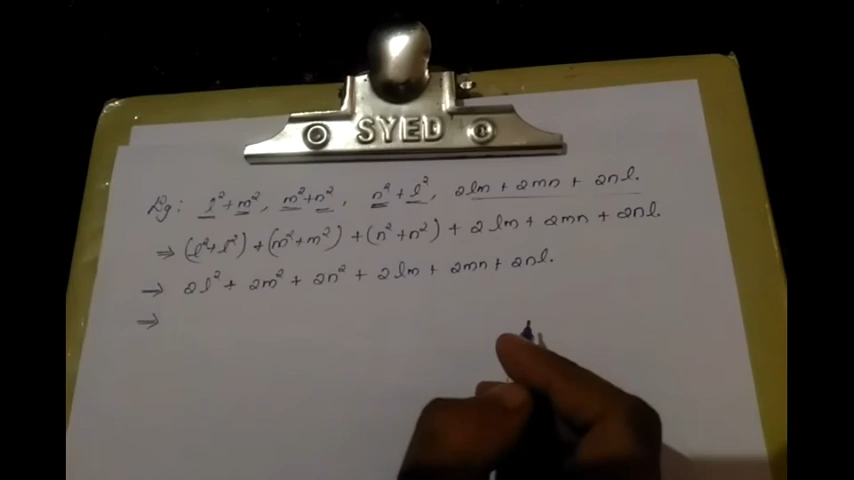 SYED
Eg: l²+m², m²+n², n²+l², 2lm + 2mn + 2nl.
⇒ (l²+l²) + (m²+m²) + (n²+n²) + 2lm + 2mn + 2nl.
⇒ 2l² + 2m² + 2n² + 2lm + 2mn + 2nl.
⇒